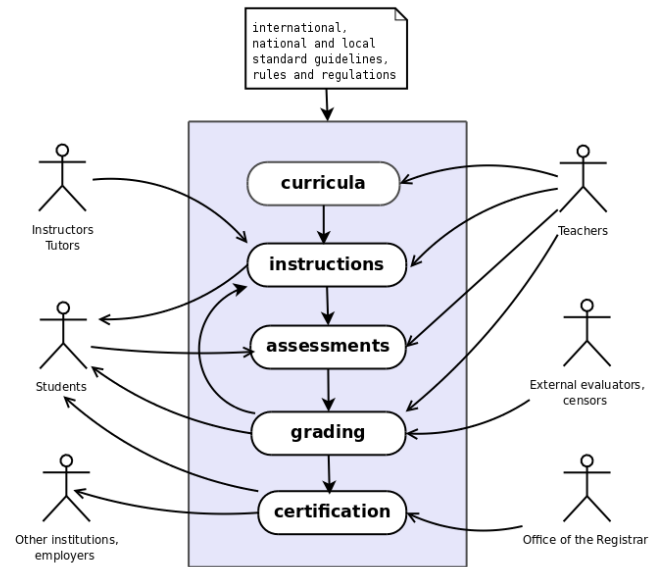 international,
national and local
standard guidelines,
rules and regulations
curricula
Instructors
Tutors
Teachers
instructions
assessments
Students
External evaluators,
censors
grading
certification
Other institutions,
employers
Office of the Registrar